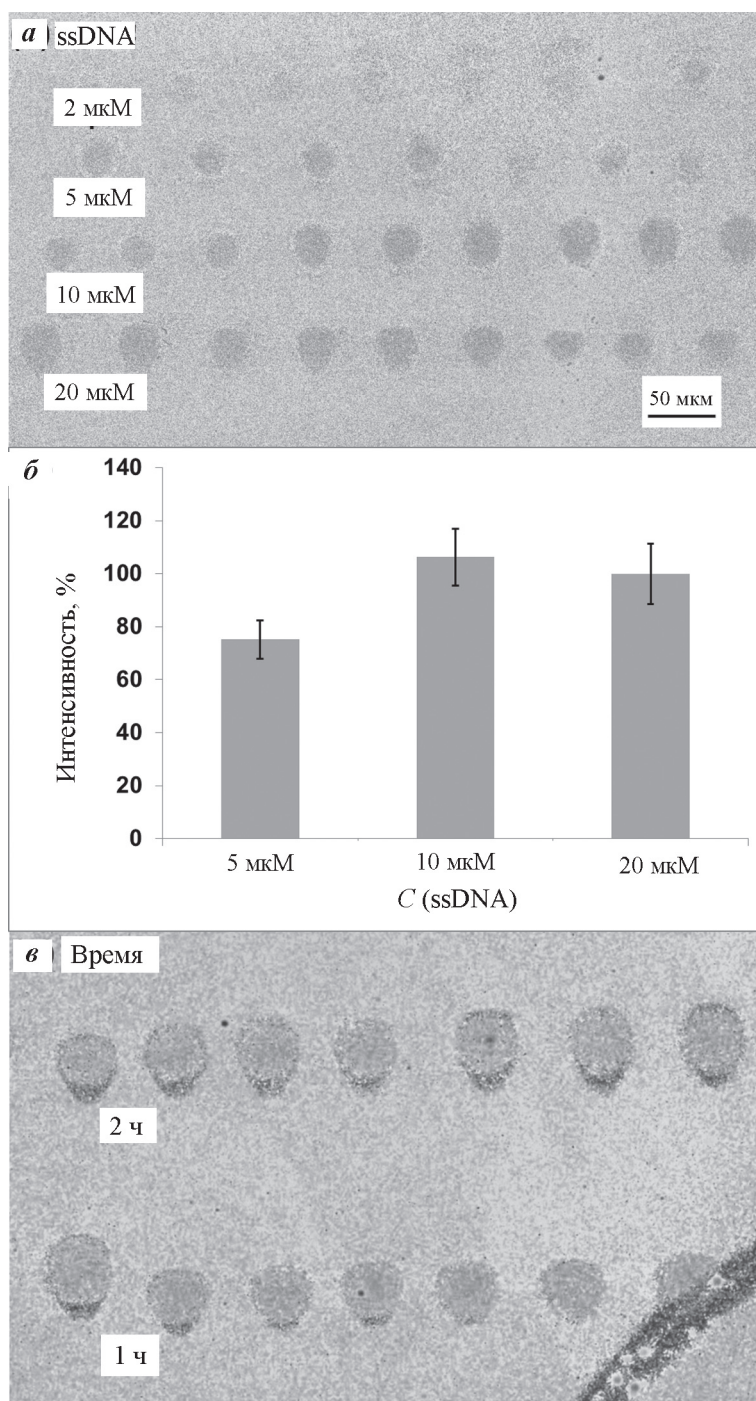 а ssDNA
2 мкМ
5 мкМ
10 мкМ
20 мкМ
50 мкм
б
140
120
100
80
60
40
20
0
Интенсивность, %
5 мкМ 10 мкМ 20 мкМ
C (ssDNA)
в Время
2 ч
1 ч